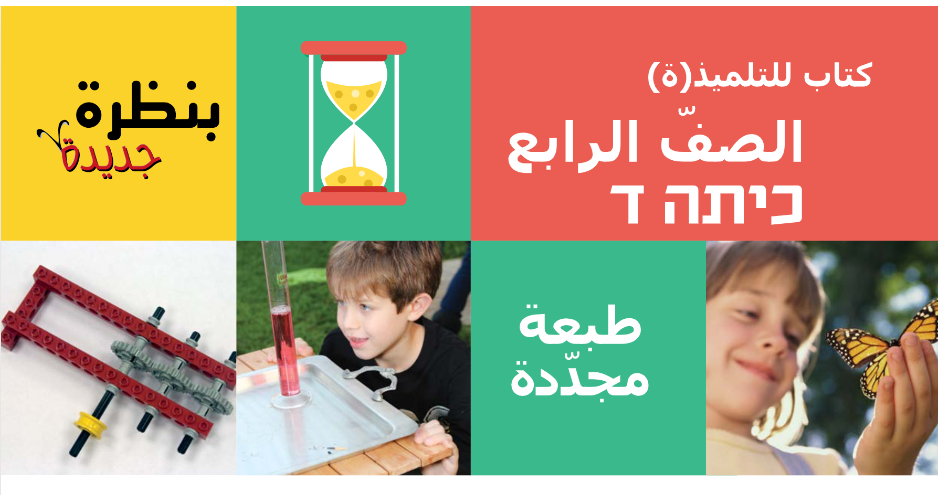 كتاب للتلميذ(ة)
الصفّ الرابع
כיתה ד
بنظرة
جديدة
طبعة
مجدّدة